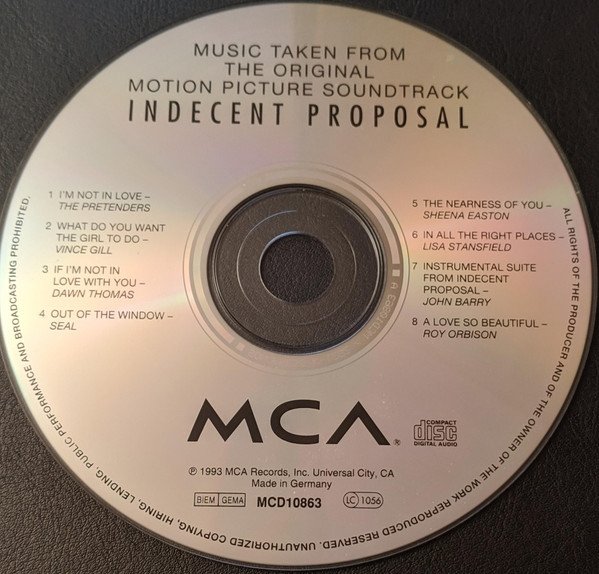 MUSIC TAKEN FROM
THE ORIGINAL
MOTION PICTURE SOUNDTRACK
INDECENT PROPOSAL
1 I'M NOT IN LOVE –
THE PRETENDERS
2 WHAT DO YOU WANT
THE GIRL TO DO –
VINCE GILL
3 IF I'M NOT IN
LOVE WITH YOU –
DAWN THOMAS
4 OUT OF THE WINDOW –
SEAL
5 THE NEARNESS OF YOU –
SHEENA EASTON
6 IN ALL THE RIGHT PLACES –
LISA STANSFIELD
7 INSTRUMENTAL SUITE
FROM INDECENT
PROPOSAL –
JOHN BARRY
8 A LOVE SO BEAUTIFUL –
ROY ORBISON
MCA®
COMPACT
disc
DIGITAL AUDIO
℗ 1993 MCA Records, Inc. Universal City, CA
Made in Germany
BIEM GEMA MCD10863 LC 1056
ALL RIGHTS OF THE PRODUCER AND OF THE OWNER OF THE WORK REPRODUCED RESERVED. UNAUTHORIZED COPYING, HIRING, LENDING, PUBLIC PERFORMANCE AND BROADCASTING PROHIBITED.